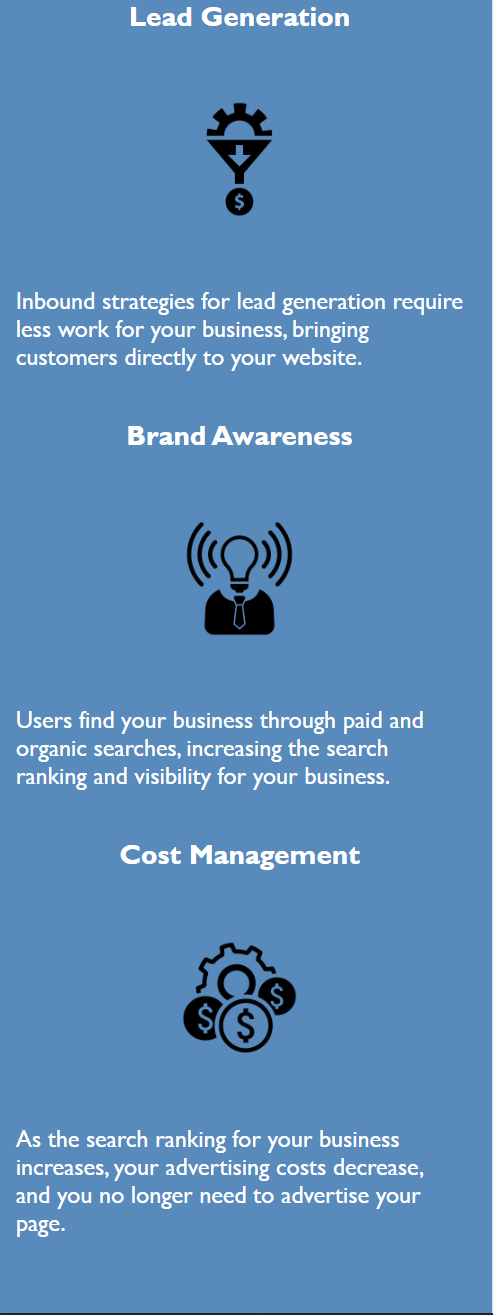 Lead Generation
$
Inbound strategies for lead generation require
less work for your business, bringing
customers directly to your website.
Brand Awareness
Users find your business through paid and
organic searches, increasing the search
ranking and visibility for your business.
Cost Management
$
$ $
As the search ranking for your business
increases, your advertising costs decrease,
and you no longer need to advertise your
page.